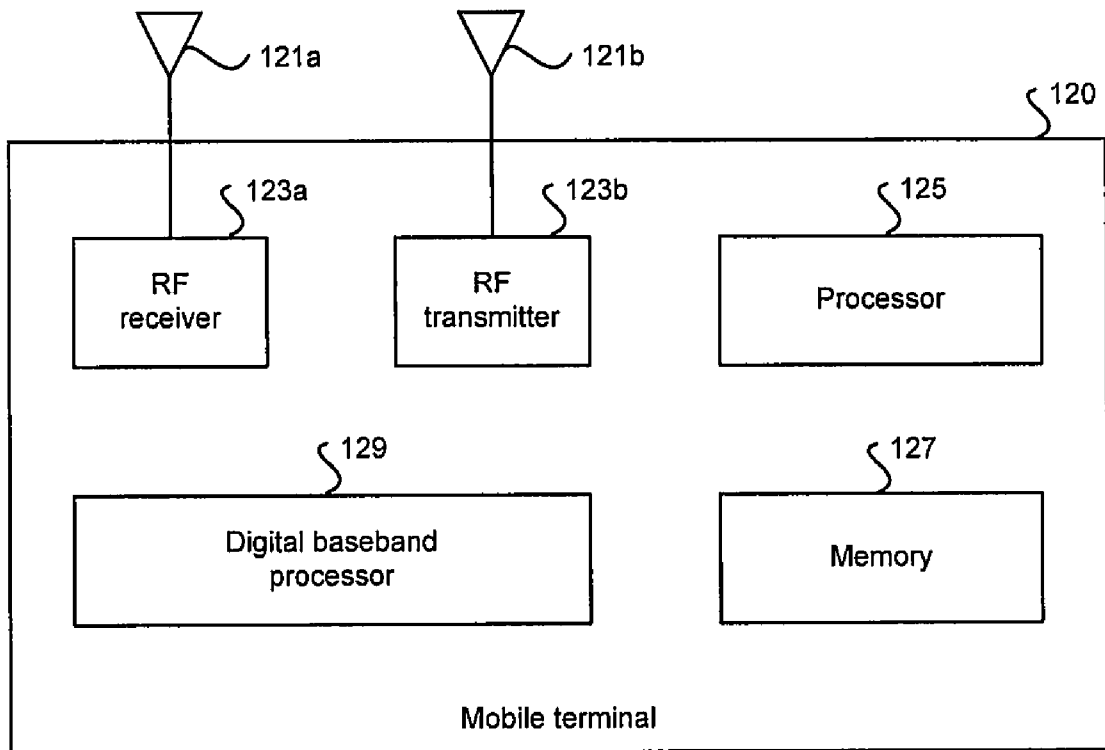 121a
121b
120
123a
123b
125
RF
receiver
RF
transmitter
Processor
129
127
Digital baseband
processor
Memory
Mobile terminal